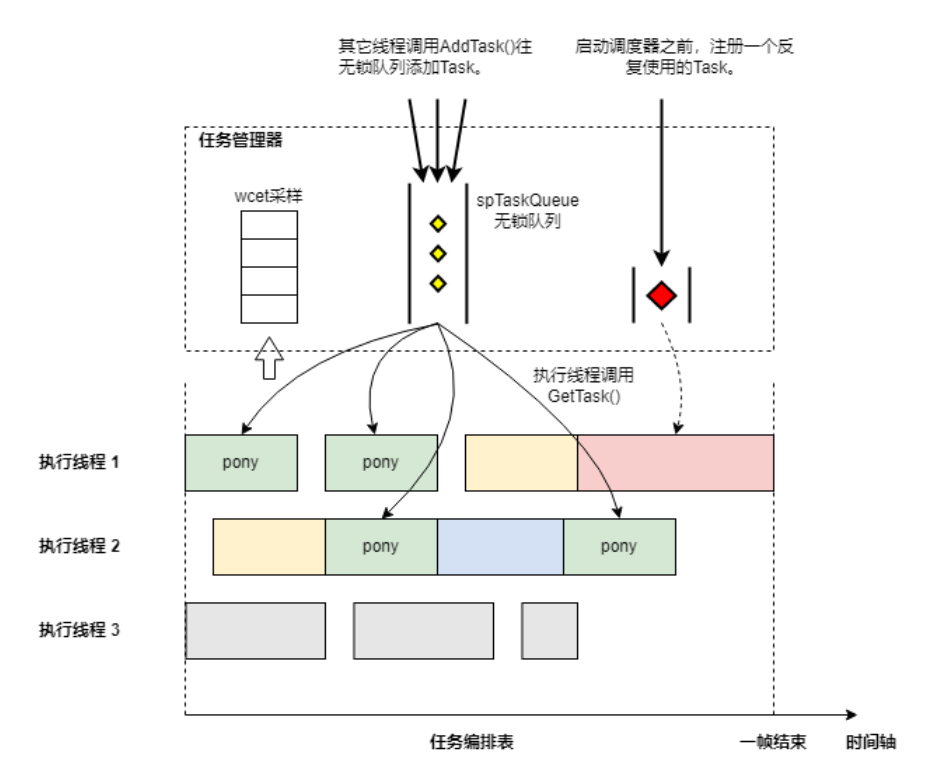 其它线程调用AddTask()往
无锁队列添加Task。
启动调度器之前，注册一个反
复使用的Task。
任务管理器
wcet采样
spTaskQueue
无锁队列
执行线程调用
GetTask()
执行线程 1
pony
pony
执行线程 2
pony
pony
执行线程 3
任务编排表
一帧结束
时间轴